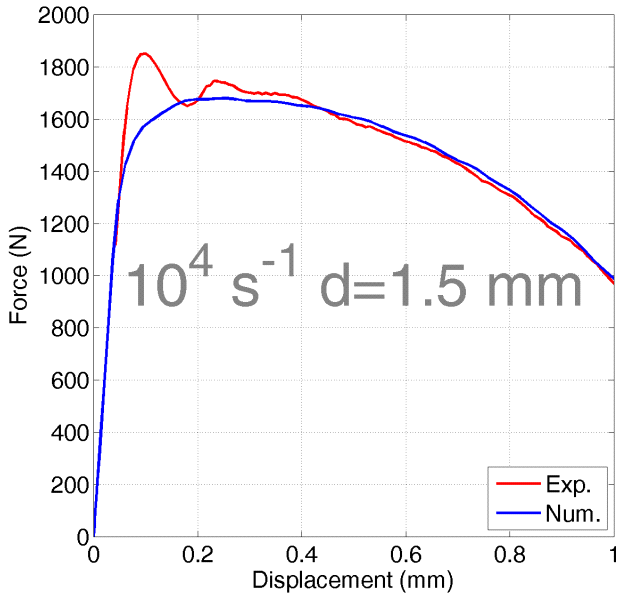 2000
1800
1600
1400
1200
1000
800
600
400
200
0
Force (N)
10⁴ s⁻¹ d=1.5 mm
Exp.
Num.
0 0.2 0.4 0.6 0.8 1
Displacement (mm)